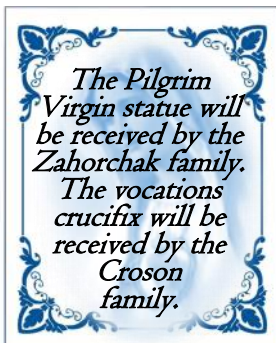 The Pilgrim
Virgin statue will
be received by the
Zahorchak family.
The vocations
crucifix will be
received by the
Croson
family.